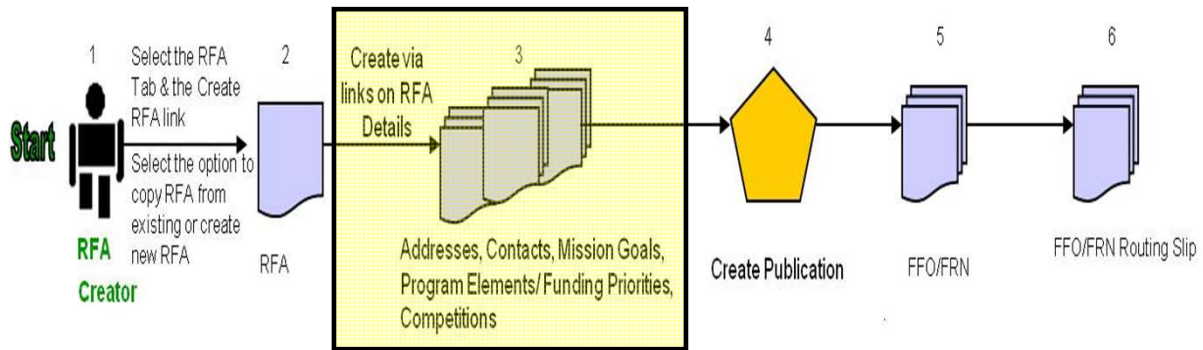 Start
1
Select the RFA
Tab & the Create
RFA link
Select the option to
copy RFA from
existing or create
new RFA
RFA
Creator
2
RFA
Create via
links on RFA
Details
3
Addresses, Contacts, Mission Goals,
Program Elements/ Funding Priorities,
Competitions
4
Create Publication
5
FFO/FRN
6
FFO/FRN Routing Slip